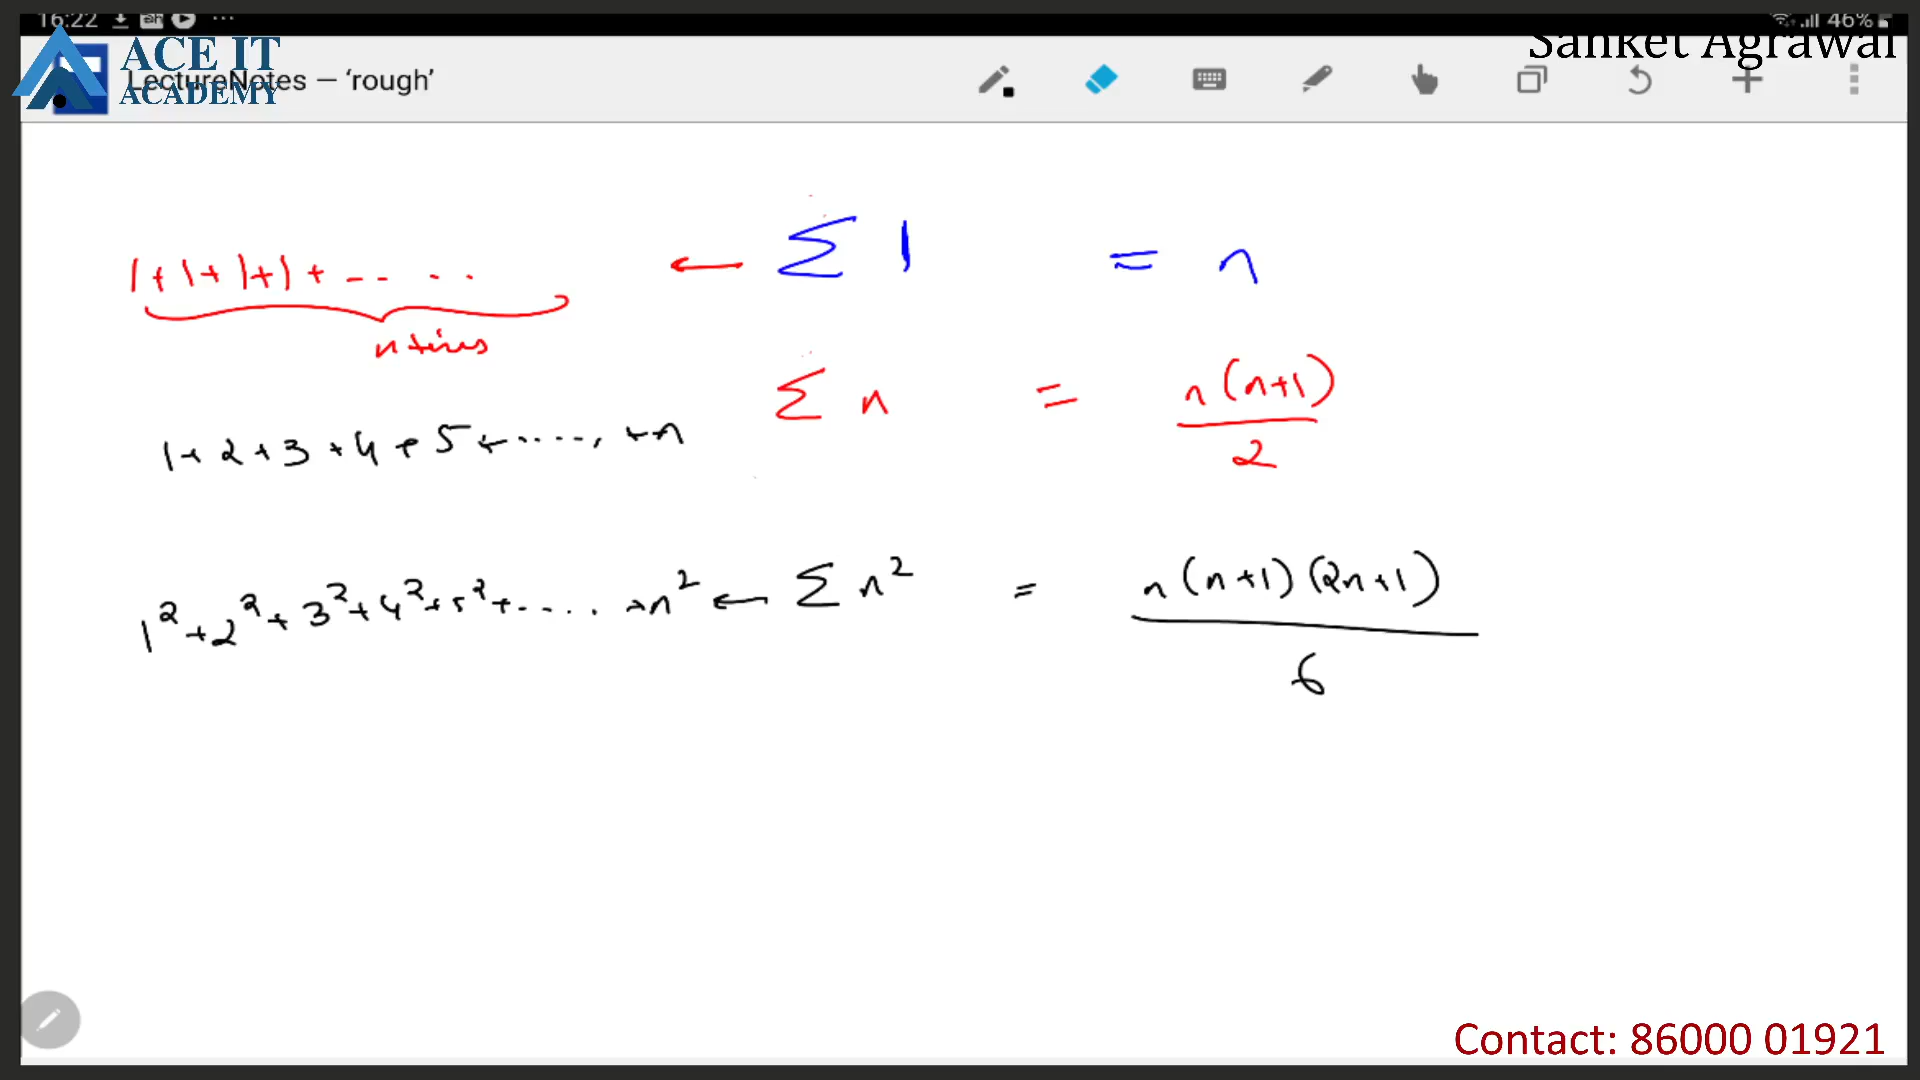 16:22 46%
ACE IT
ACADEMY
LectureNotes – ‘rough’
Sanket Agrawal
1+1+1+1+-- .. ← Σ 1 = n
n times
Σ n = n(n+1)/2
1+2+3+4+5+.....+n
1²+2²+3²+4²+5²+.....+n² ← Σ n² = n(n+1)(2n+1)/6
Contact: 86000 01921